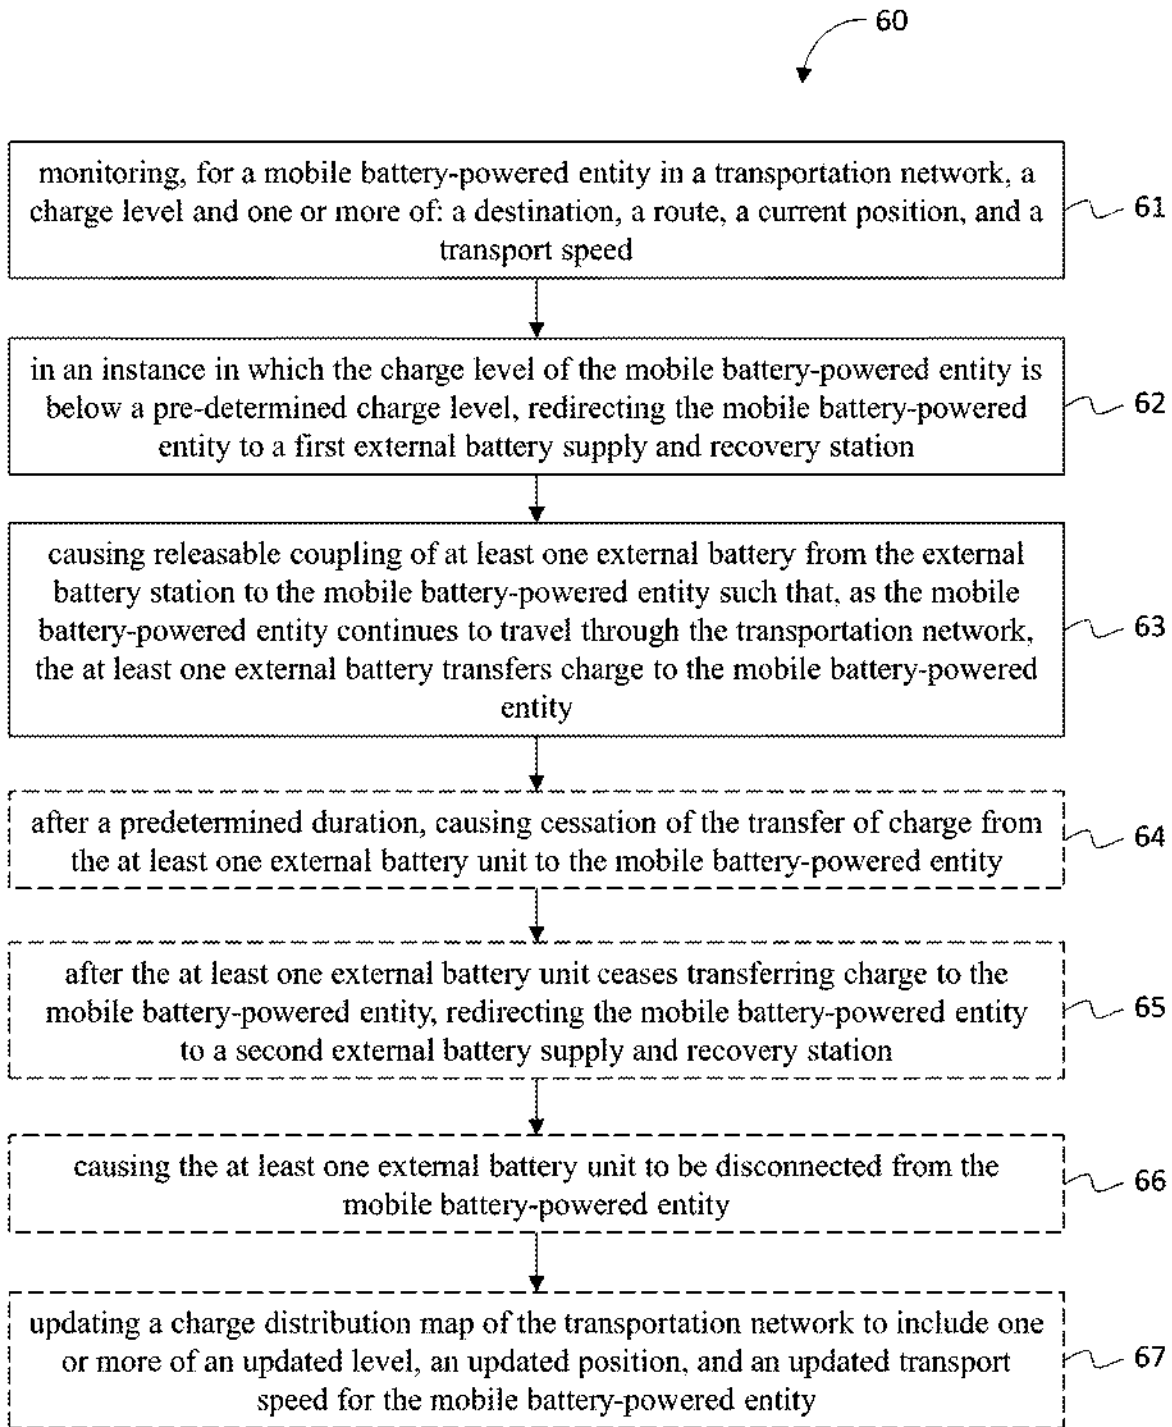 60
monitoring, for a mobile battery-powered entity in a transportation network, a
charge level and one or more of: a destination, a route, a current position, and a
transport speed
61
in an instance in which the charge level of the mobile battery-powered entity is
below a pre-determined charge level, redirecting the mobile battery-powered
entity to a first external battery supply and recovery station
62
causing releasable coupling of at least one external battery from the external
battery station to the mobile battery-powered entity such that, as the mobile
battery-powered entity continues to travel through the transportation network,
the at least one external battery transfers charge to the mobile battery-powered
entity
63
after a predetermined duration, causing cessation of the transfer of charge from
the at least one external battery unit to the mobile battery-powered entity
64
after the at least one external battery unit ceases transferring charge to the
mobile battery-powered entity, redirecting the mobile battery-powered entity
to a second external battery supply and recovery station
65
causing the at least one external battery unit to be disconnected from the
mobile battery-powered entity
66
updating a charge distribution map of the transportation network to include one
or more of an updated level, an updated position, and an updated transport
speed for the mobile battery-powered entity
67